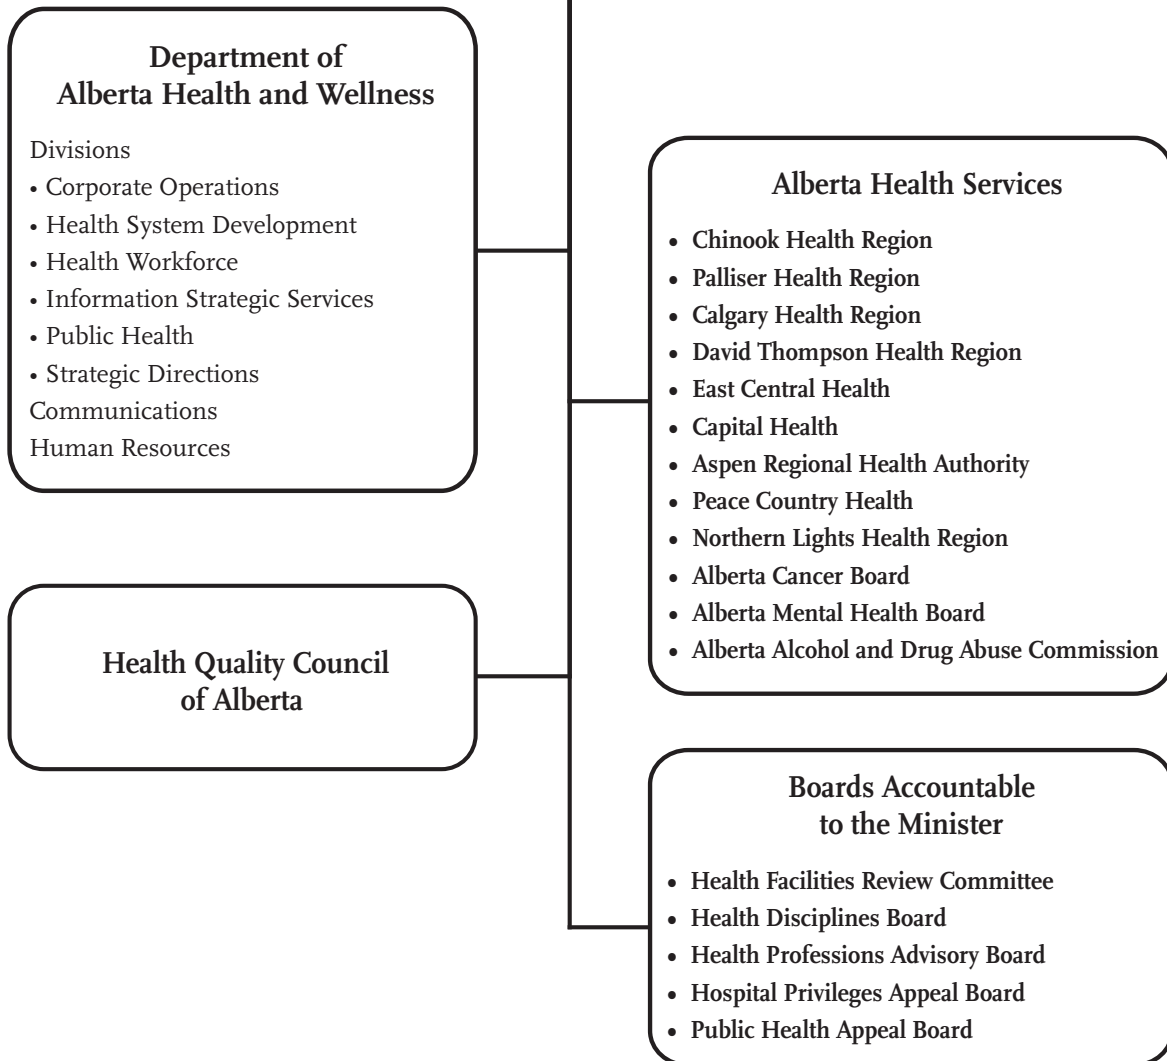 Department of
Alberta Health and Wellness
Divisions
• Corporate Operations
• Health System Development
• Health Workforce
• Information Strategic Services
• Public Health
• Strategic Directions
Communications
Human Resources
Health Quality Council
of Alberta
Alberta Health Services
• Chinook Health Region
• Palliser Health Region
• Calgary Health Region
• David Thompson Health Region
• East Central Health
• Capital Health
• Aspen Regional Health Authority
• Peace Country Health
• Northern Lights Health Region
• Alberta Cancer Board
• Alberta Mental Health Board
• Alberta Alcohol and Drug Abuse Commission
Boards Accountable
to the Minister
• Health Facilities Review Committee
• Health Disciplines Board
• Health Professions Advisory Board
• Hospital Privileges Appeal Board
• Public Health Appeal Board